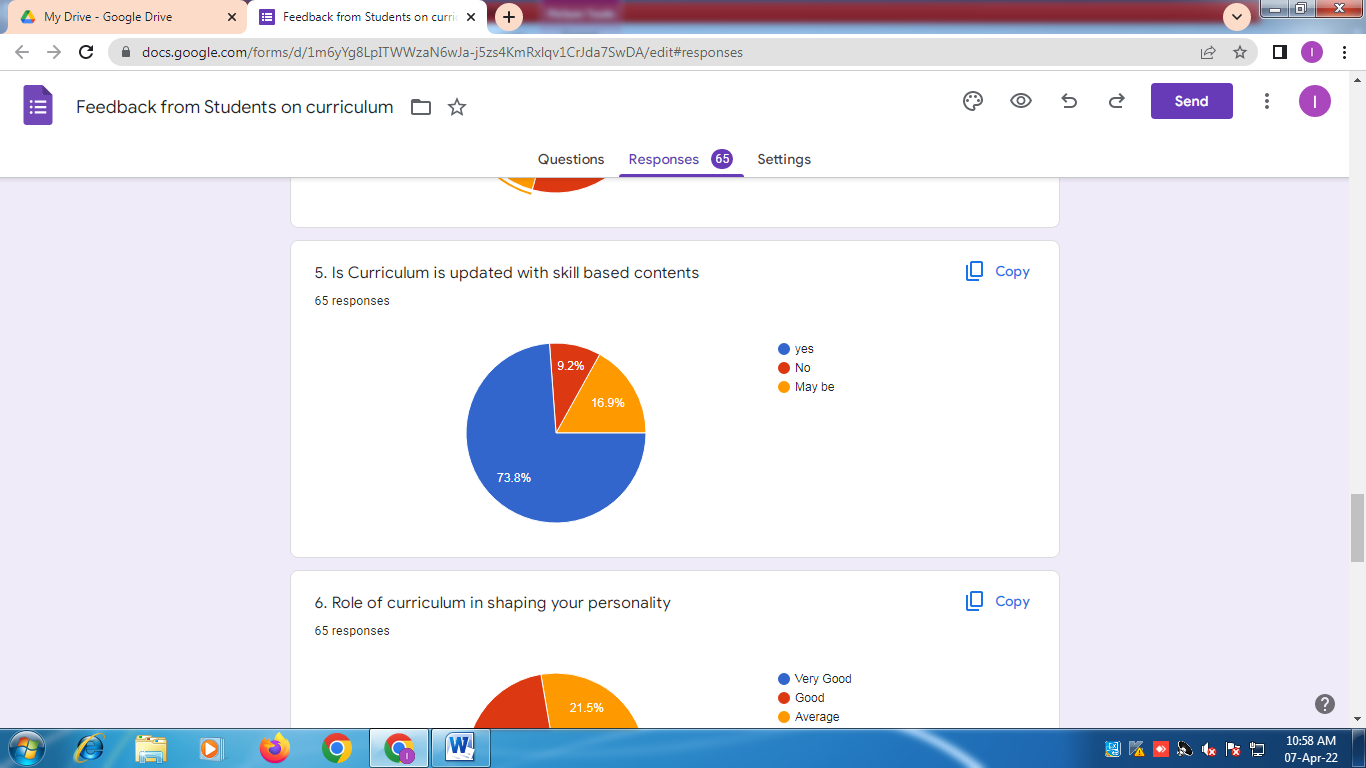 My Drive - Google Drive
Feedback from Students on curric
docs.google.com/forms/d/1m6yYg8LpITWWzaN6wJa-j5zs4KmRxlqv1CrJda7SwDA/edit#responses
I
Feedback from Students on curriculum
Send
I
Questions
Responses 65
Settings
5. Is Curriculum is updated with skill based contents
Copy
65 responses
yes
No
May be
9.2%
16.9%
73.8%
6. Role of curriculum in shaping your personality
Copy
65 responses
Very Good
Good
Average
21.5%
10:58 AM
07-Apr-22